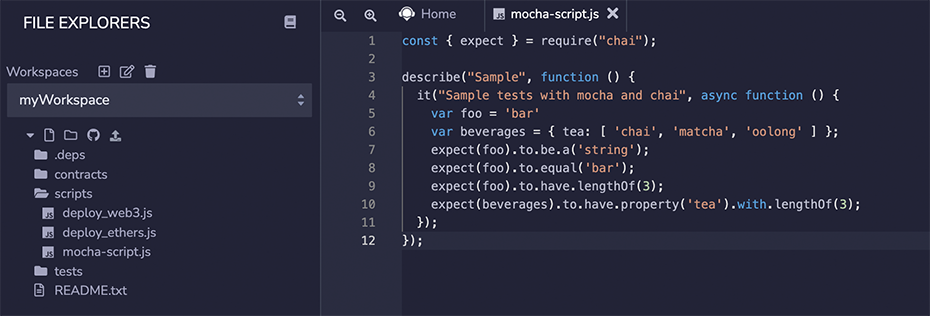 FILE EXPLORERS
Workspaces
myWorkspace
.deps
contracts
scripts
JS deploy_web3.js
JS deploy_ethers.js
JS mocha-script.js
tests
README.txt
Home
JS mocha-script.js
1 const { expect } = require("chai");
2
3 describe("Sample", function () {
4 it("Sample tests with mocha and chai", async function () {
5 var foo = 'bar'
6 var beverages = { tea: [ 'chai', 'matcha', 'oolong' ] };
7 expect(foo).to.be.a('string');
8 expect(foo).to.equal('bar');
9 expect(foo).to.have.lengthOf(3);
10 expect(beverages).to.have.property('tea').with.lengthOf(3);
11 });
12 });